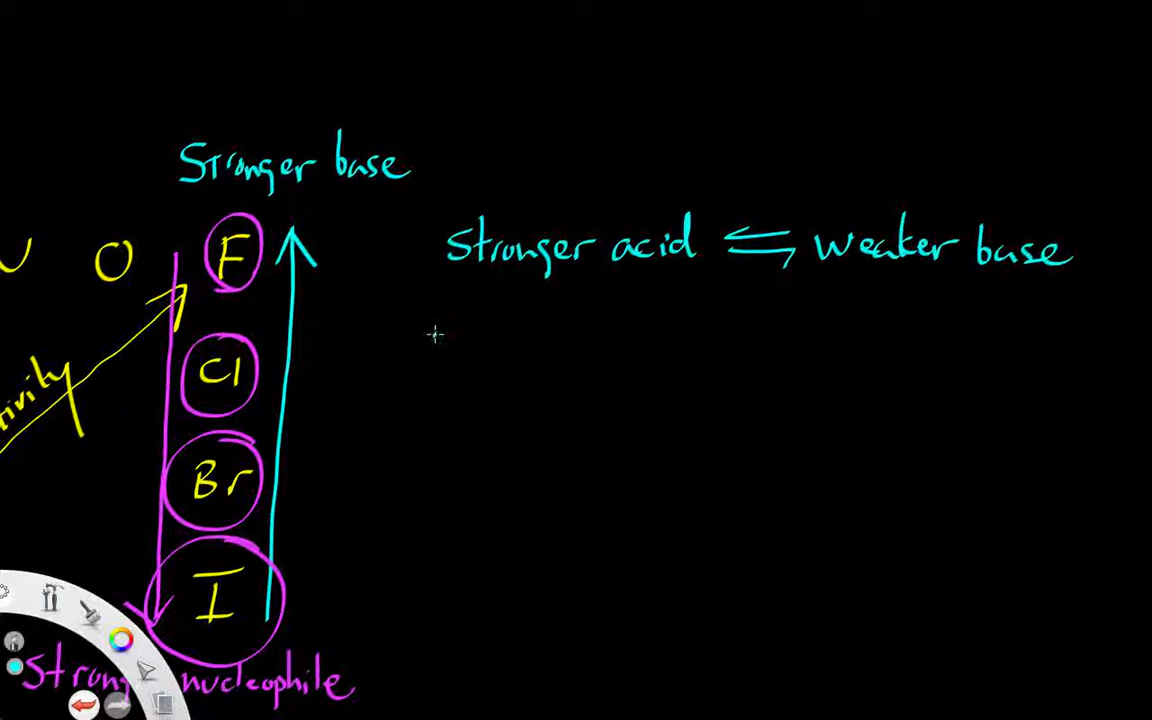 Stronger base
O F
Stronger acid ⇌ weaker base
Cl
Br
I
nucleophile